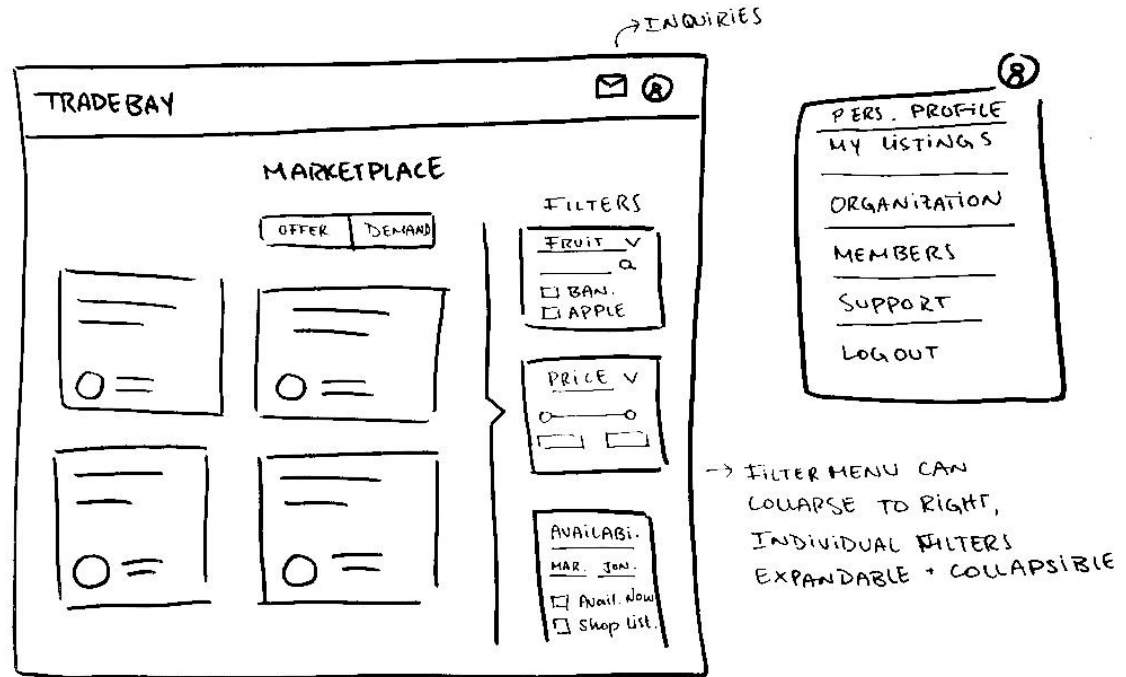 INQUIRIES
TRADEBAY
MARKETPLACE
OFFER DEMAND
FILTERS
FRUIT
BAN.
APPLE
PRICE
AVAILABI.
MAR. JON.
Avail. Now
Shop List.
PERS. PROFILE
MY LISTINGS
ORGANIZATION
MEMBERS
SUPPORT
LOGOUT
→ FILTER MENU CAN
COLLAPSE TO RIGHT,
INDIVIDUAL FILTERS
EXPANDABLE + COLLAPSIBLE